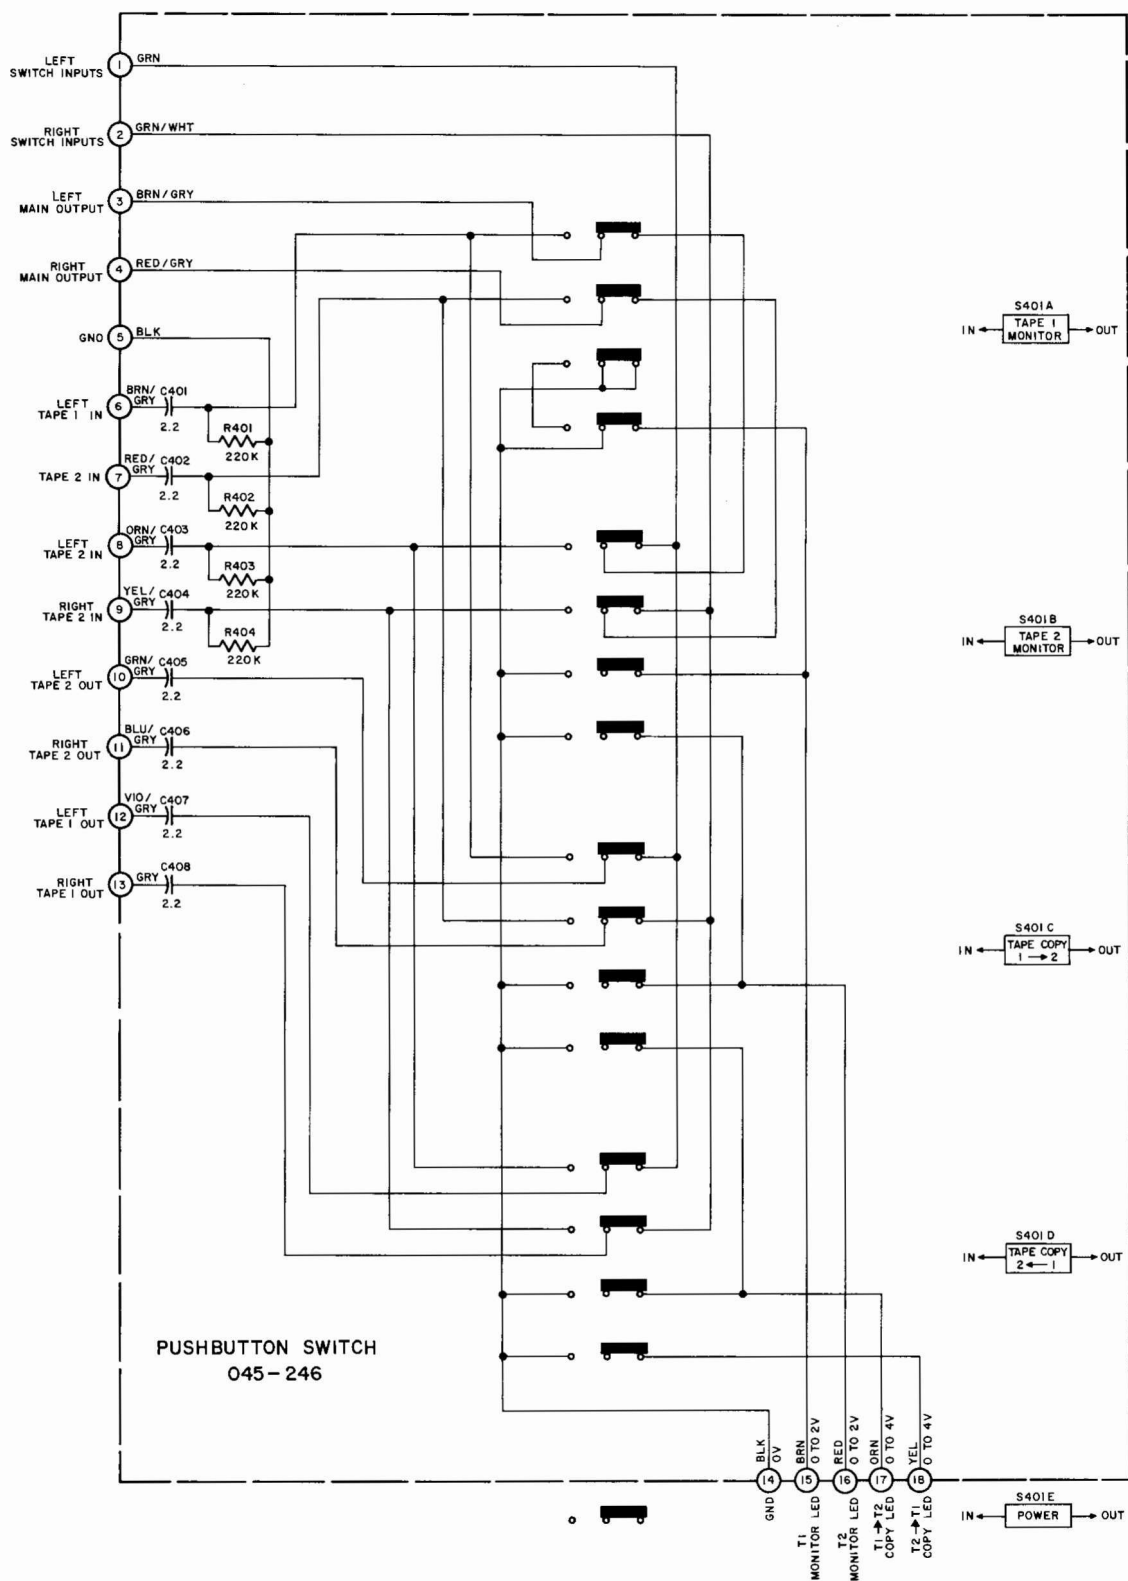 LEFT
SWITCH INPUTS
1
GRN
RIGHT
SWITCH INPUTS
2
GRN/WHT
LEFT
MAIN OUTPUT
3
BRN/GRY
RIGHT
MAIN OUTPUT
4
RED/GRY
GND
5
BLK
LEFT
TAPE 1 IN
6
BRN/
GRY
C401
2.2
R401
220K
TAPE 2 IN
7
RED/
GRY
C402
2.2
R402
220K
LEFT
TAPE 2 IN
8
ORN/
GRY
C403
2.2
R403
220K
RIGHT
TAPE 2 IN
9
YEL/
GRY
C404
2.2
R404
220K
LEFT
TAPE 2 OUT
10
GRN/
GRY
C405
2.2
RIGHT
TAPE 2 OUT
11
BLU/
GRY
C406
2.2
LEFT
TAPE 1 OUT
12
VIO/
GRY
C407
2.2
RIGHT
TAPE 1 OUT
13
GRY
C408
2.2
S401A
IN TAPE 1 OUT
MONITOR
S401B
IN TAPE 2 OUT
MONITOR
S401C
IN TAPE COPY OUT
1 → 2
S401D
IN TAPE COPY OUT
2 ← 1
PUSHBUTTON SWITCH
045-246
BLK
0V
14
GND
BRN
0 TO 2V
15
T1
MONITOR LED
RED
0 TO 2V
16
T2
MONITOR LED
ORN
0 TO 4V
17
T1→T2
COPY LED
YEL
0 TO 4V
18
T2→T1
COPY LED
S401E
IN POWER OUT